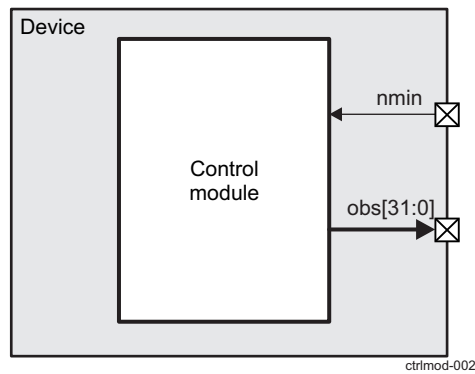 Device
nmin
Control
module
obs[31:0]
ctrlmod-002